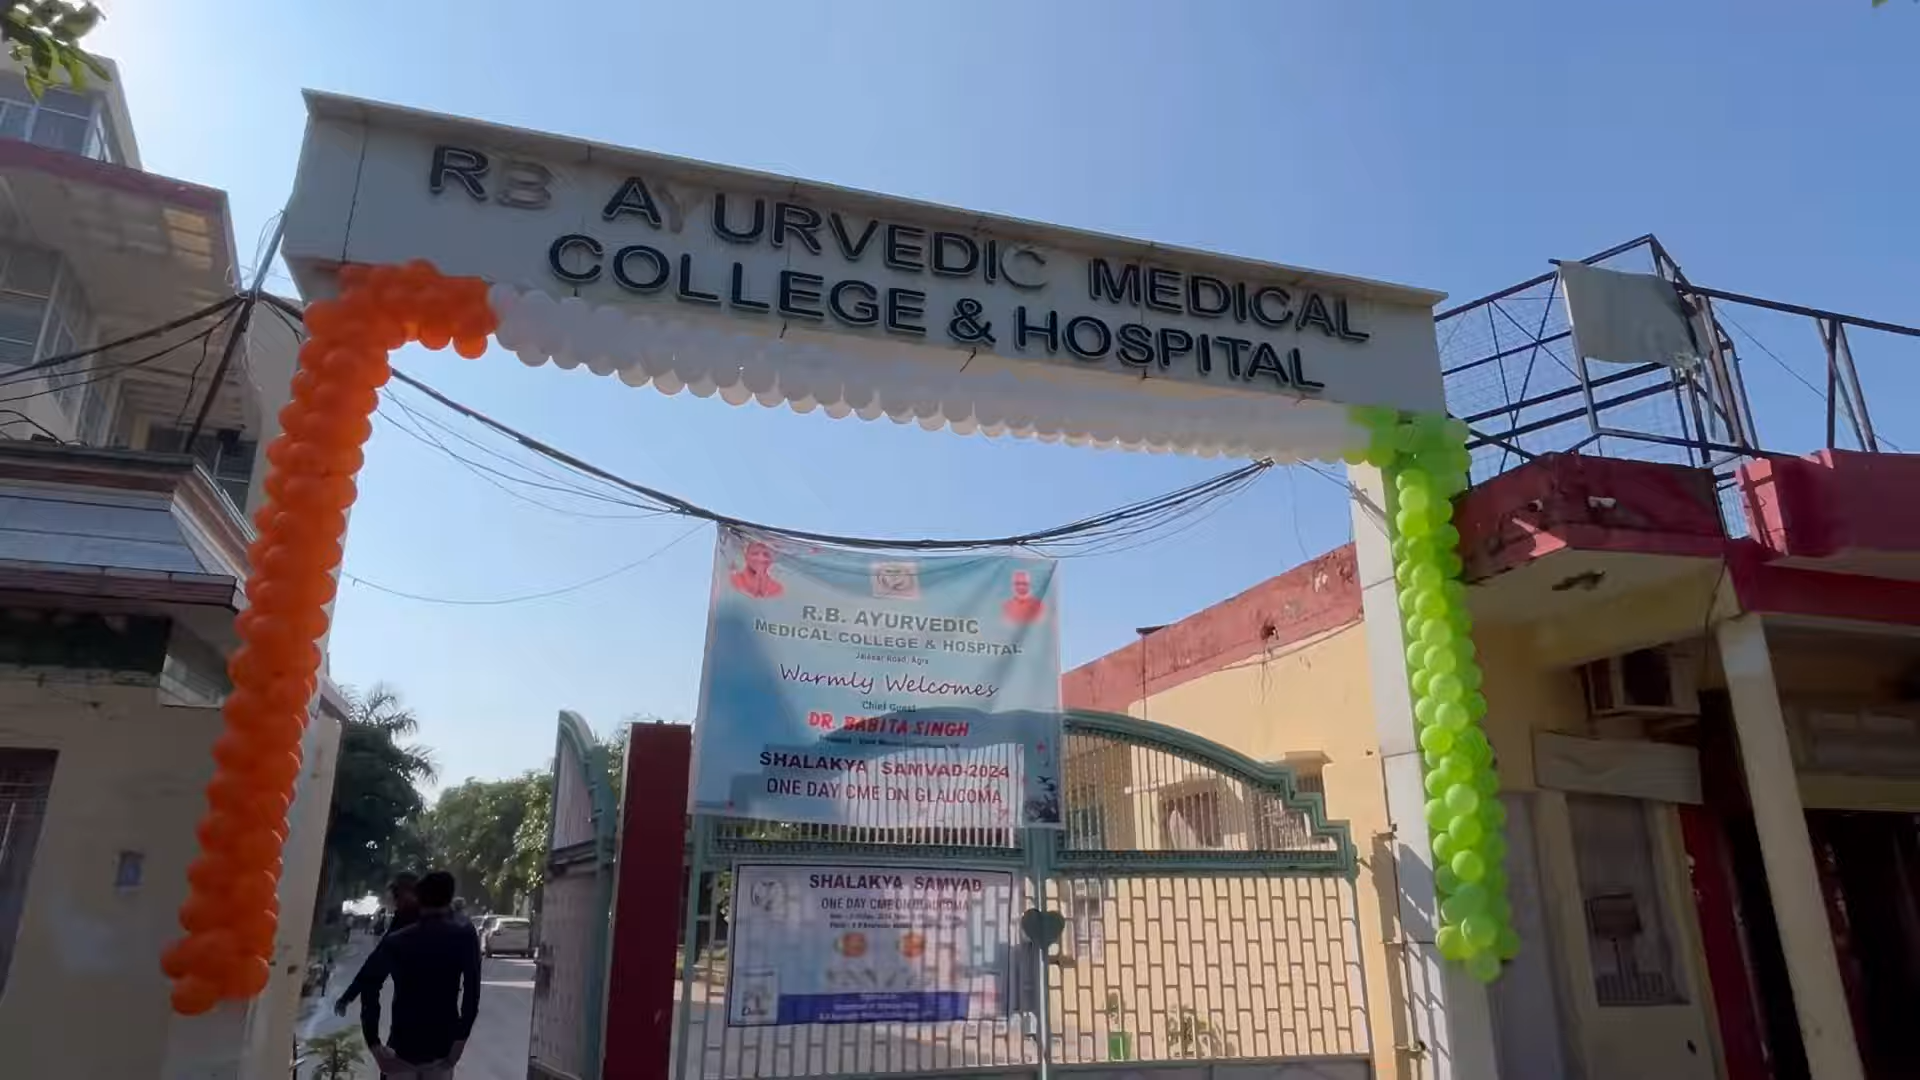 RB AYURVEDIC MEDICAL
COLLEGE & HOSPITAL
R.B. AYURVEDIC
MEDICAL COLLEGE & HOSPITAL
Jalesar Road, Agra
Warmly Welcomes
Chief Guest
DR. BABITA SINGH
SHALAKYA SAMVAD-2024
ONE DAY CME ON GLAUCOMA
SHALAKYA SAMVAD
ONE DAY CME ON GLAUCOMA